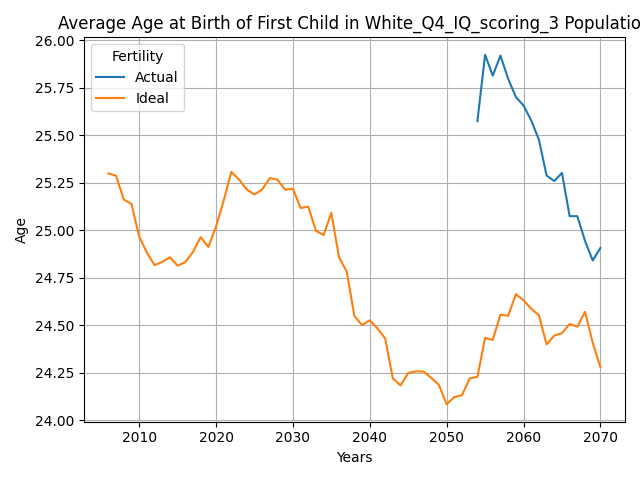 Average Age at Birth of First Child in White_Q4_IQ_scoring_3 Populatio
26.00
25.75
25.50
25.25
25.00
24.75
24.50
24.25
24.00
Age
Fertility
Actual
Ideal
2010 2020 2030 2040 2050 2060 2070
Years